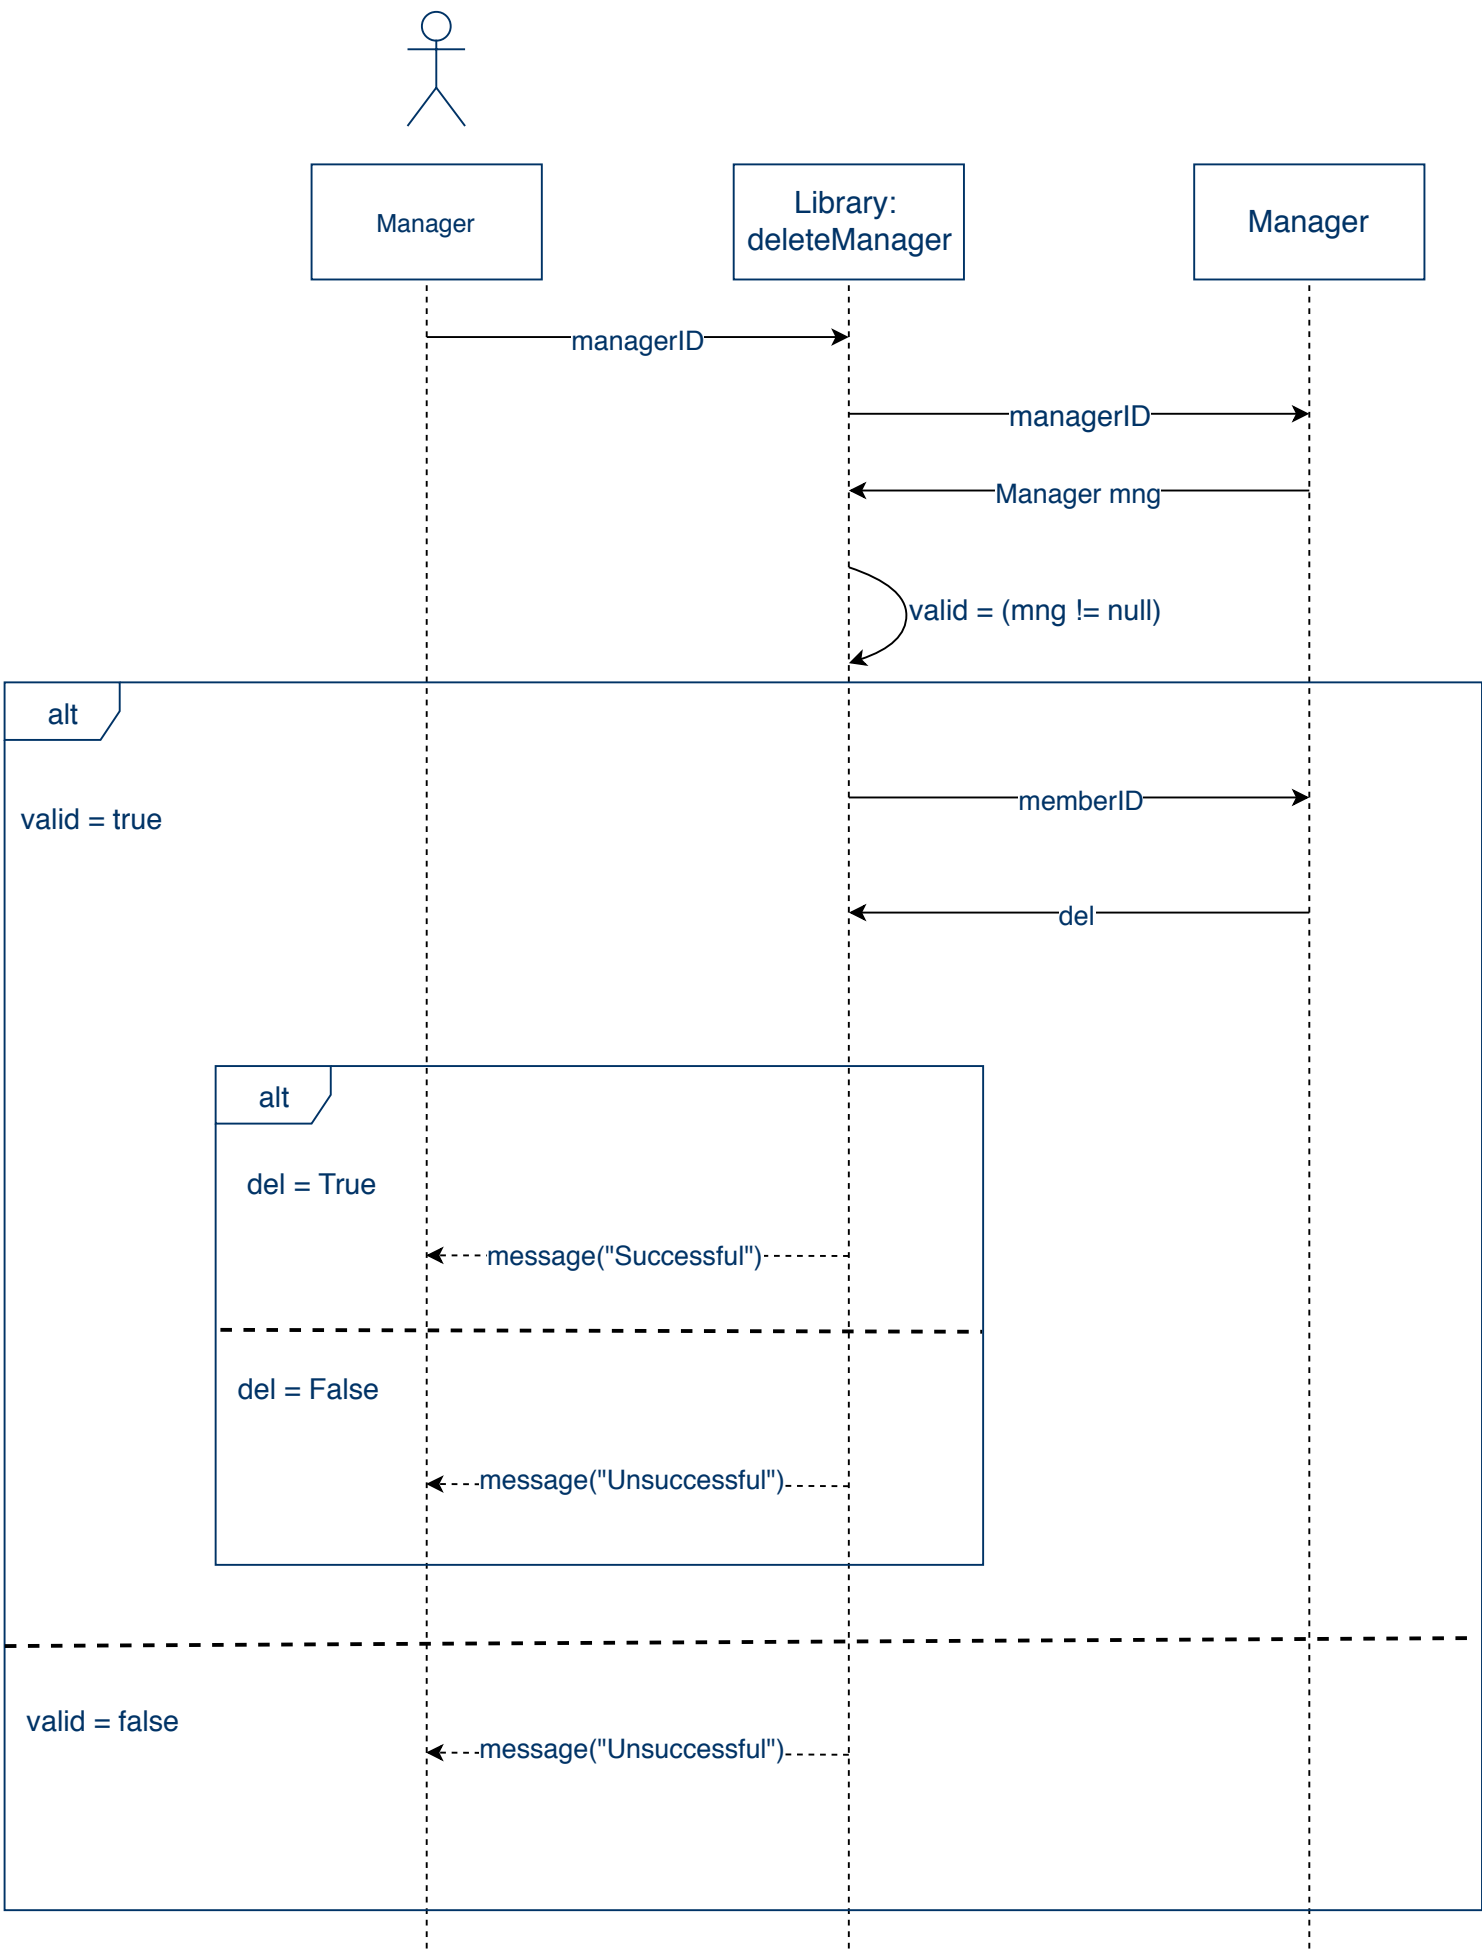 Manager
Library:
deleteManager
Manager
managerID
managerID
Manager mng
valid = (mng != null)
alt
memberID
valid = true
del
alt
del = True
message("Successful")
del = False
message("Unsuccessful")
valid = false
message("Unsuccessful")